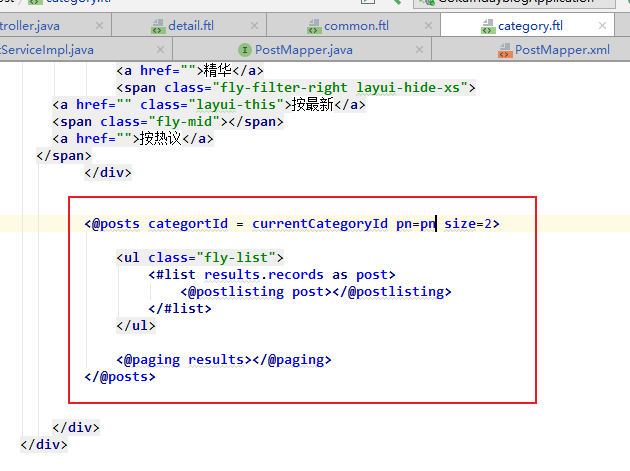 category.ftl
troller.java × detail.ftl × common.ftl × category.ftl ×
tServiceImpl.java × PostMapper.java × PostMapper.xml
<a href="">精华</a>
<span class="fly-filter-right layui-hide-xs">
<a href="" class="layui-this">按最新</a>
<span class="fly-mid"></span>
<a href="">按热议</a>
</span>
</div>
<@posts categortId = currentCategoryId pn=pn size=2>
<ul class="fly-list">
<#list results.records as post>
<@postlisting post></@postlisting>
</#list>
</ul>
<@paging results></@paging>
</@posts>
</div>
</div>